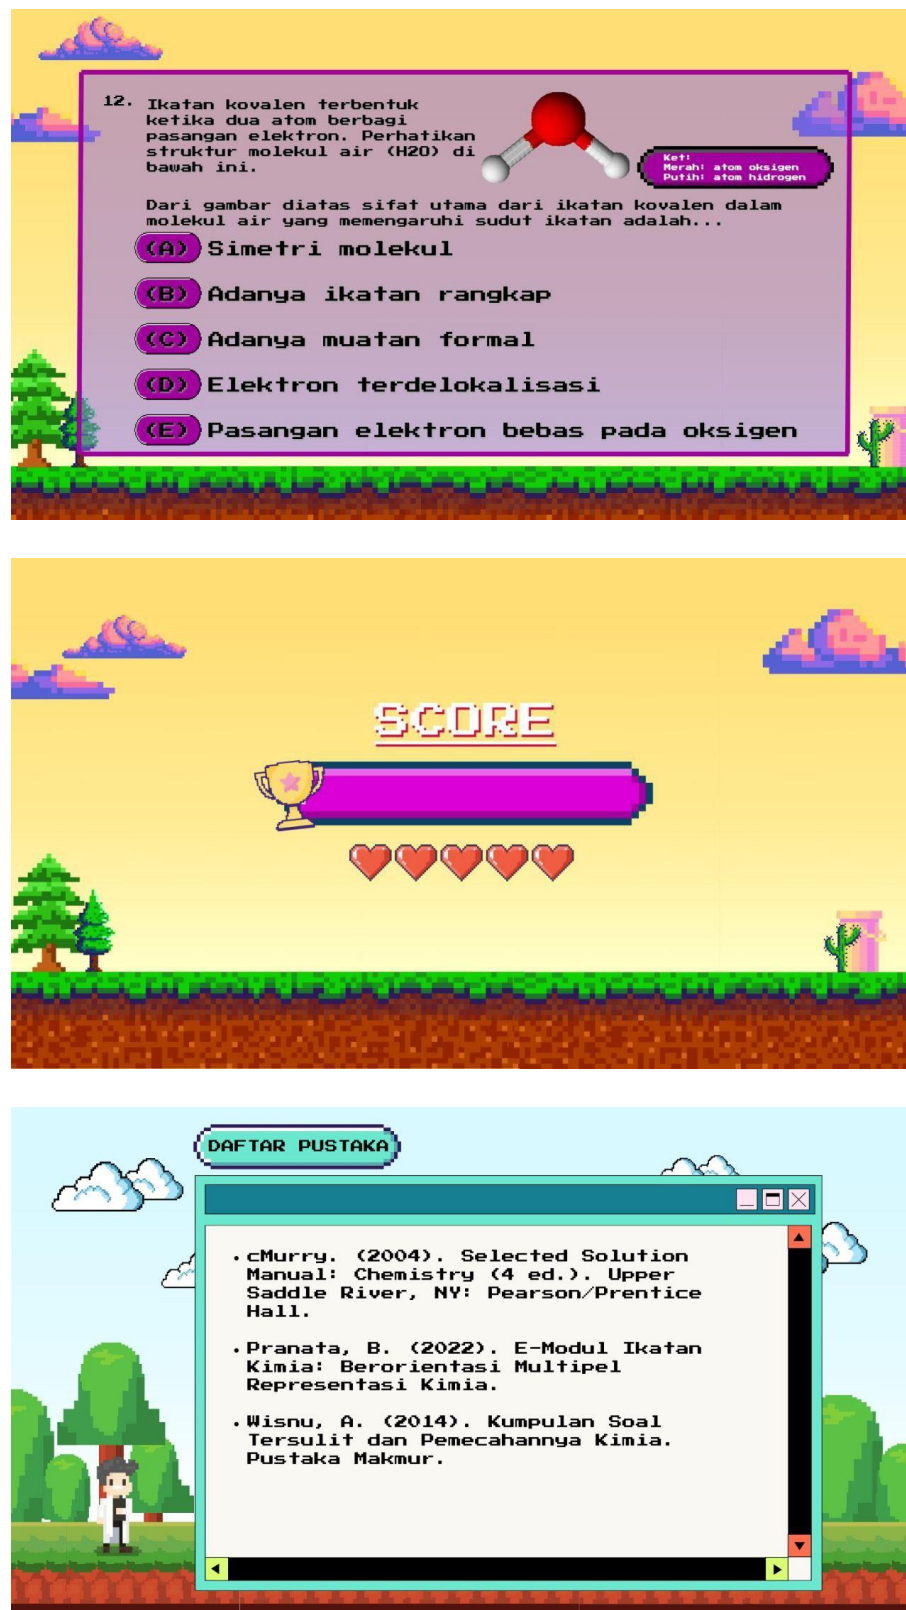 12. Ikatan kovalen terbentuk
ketika dua atom berbagi
pasangan elektron. Perhatikan
struktur molekul air (H2O) di
bawah ini.
Ket:
Merah: atom oksigen
Putih: atom hidrogen
Dari gambar diatas sifat utama dari ikatan kovalen dalam
molekul air yang memengaruhi sudut ikatan adalah...
(A) Simetri molekul
(B) Adanya ikatan rangkap
(C) Adanya muatan formal
(D) Elektron terdelokalisasi
(E) Pasangan elektron bebas pada oksigen
SCORE
DAFTAR PUSTAKA
• cMurry. (2004). Selected Solution
Manual: Chemistry (4 ed.). Upper
Saddle River, NY: Pearson/Prentice
Hall.
• Pranata, B. (2022). E-Modul Ikatan
Kimia: Berorientasi Multipel
Representasi Kimia.
• Wisnu, A. (2014). Kumpulan Soal
Tersulit dan Pemecahannya Kimia.
Pustaka Makmur.